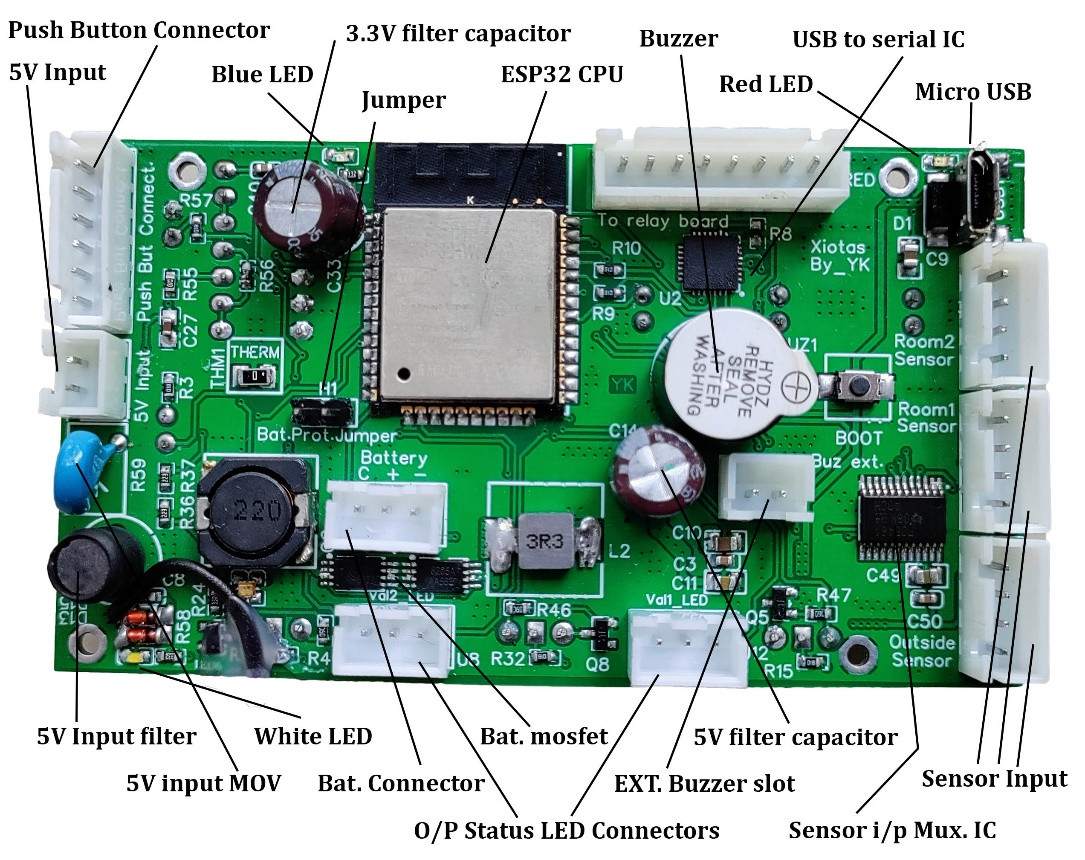 Push Button Connector
3.3V filter capacitor
Buzzer
USB to serial IC
5V Input
Blue LED
ESP32 CPU
Red LED
Micro USB
Jumper
Push But Connect.
R57
K
RED
To relay board
R8
D1
Xiotas
By_YK
C9
R10
R9
U2
R56
R55
C33
C27
UZ1
Room2
Sensor
THM1
THERM
0
5V Input
R3
H1
YK
HYDZ
REMOVE
SEAL
AFTER
WASHING
Bat.Prot.Jumper
C14
BOOT
Room1
Sensor
Battery
C + -
Buz ext.
R59
R37
R36
220
3R3
L2
C10
C3
C11
C49
C50
C8
R24
R58
Val2
LED
Val1_LED
R46
R47
Q5
R32
Q8
R15
Outside
Sensor
5V Input filter
White LED
Bat. mosfet
5V filter capacitor
5V input MOV
Bat. Connector
EXT. Buzzer slot
Sensor Input
O/P Status LED Connectors
Sensor i/p Mux. IC